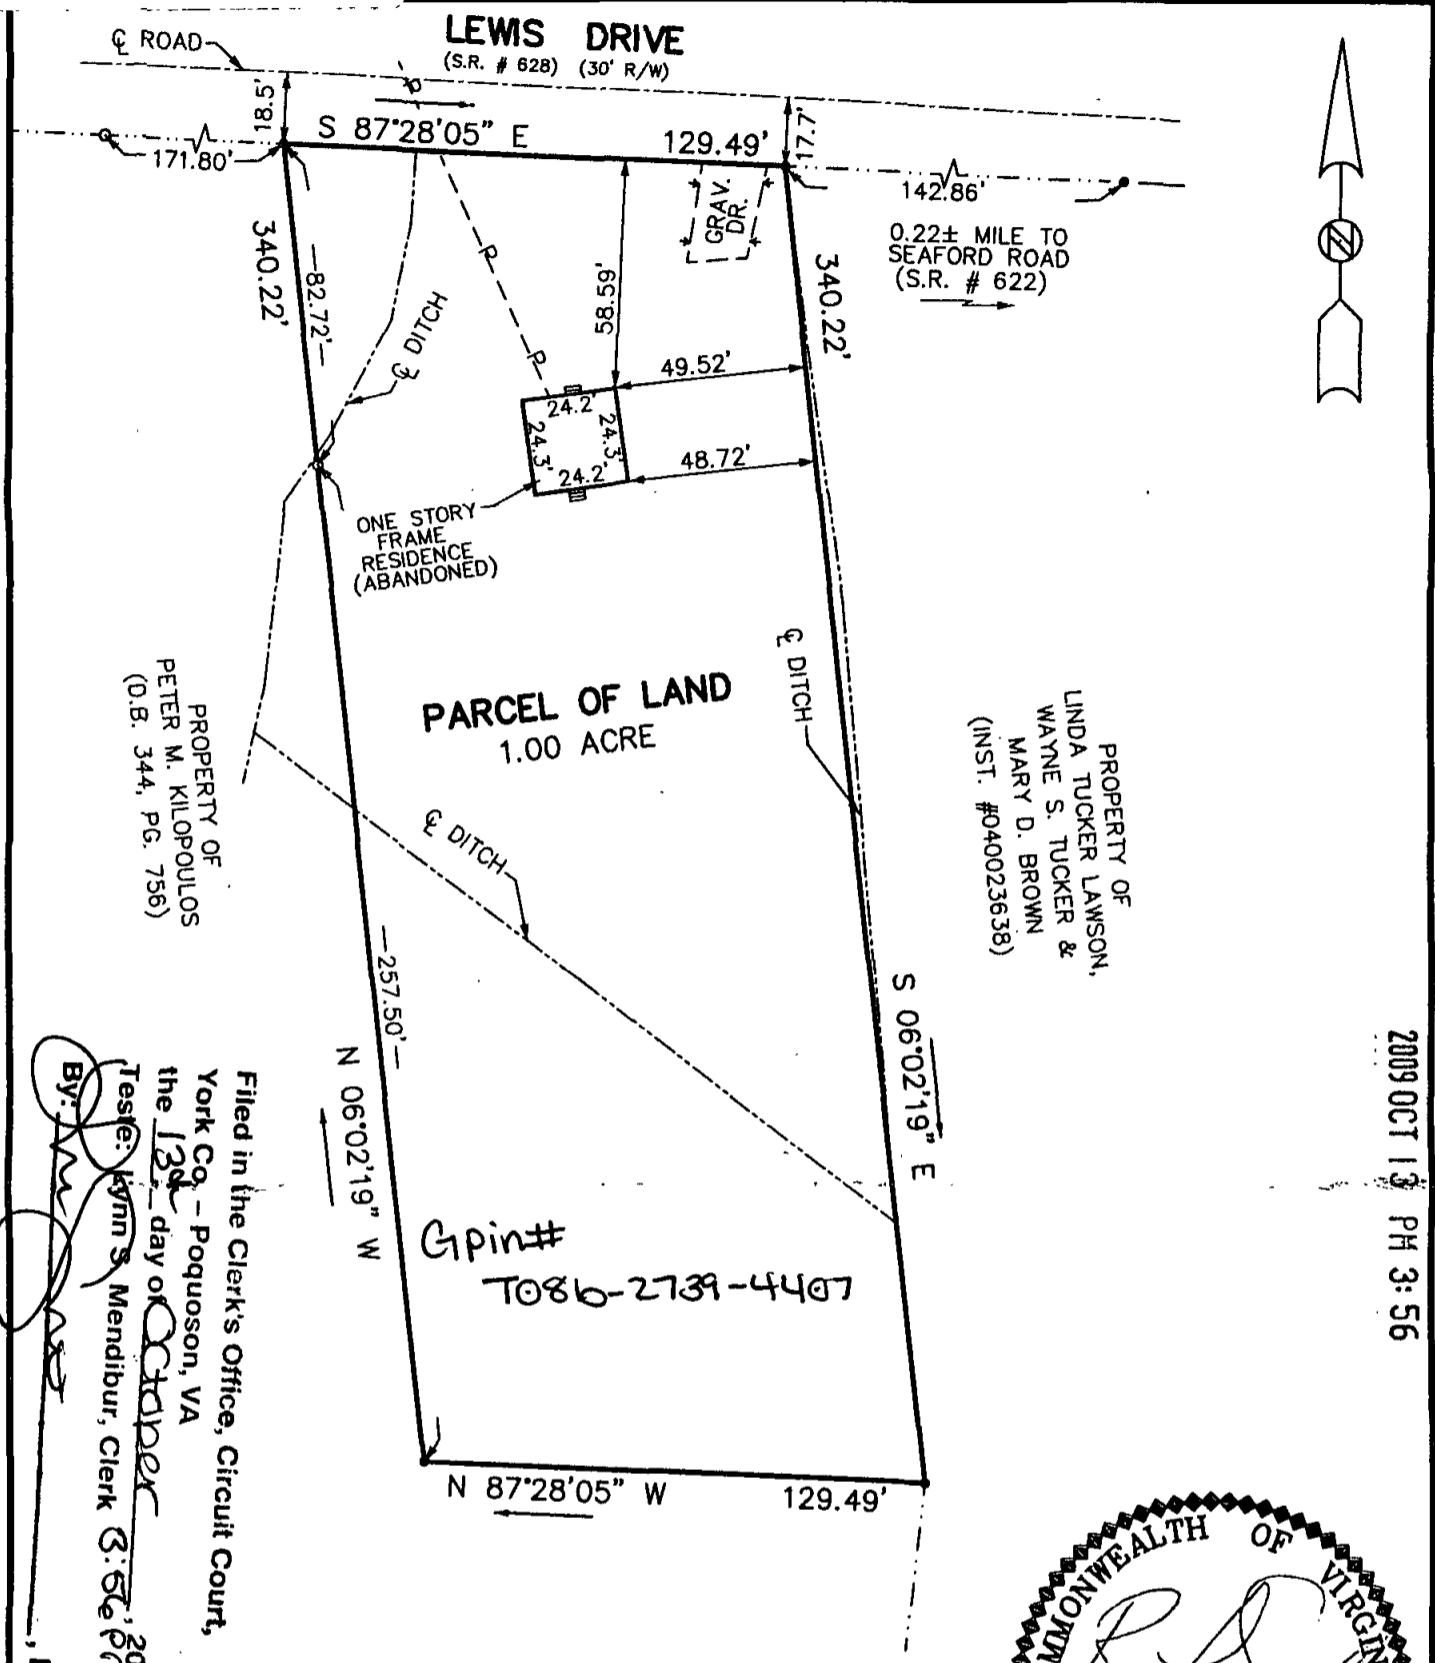 LEWIS DRIVE
(S.R. # 628) (30' R/W)
℄ ROAD
18.5'
P
17.7'
S 87°28'05" E 129.49'
171.80'
142.86'
GRAV.
DR.
0.22± MILE TO
SEAFORD ROAD
(S.R. # 622)
340.22'
82.72'
℄ DITCH
P
P
58.59'
340.22'
49.52'
24.2'
24.3'
24.3'
24.2'
48.72'
ONE STORY
FRAME
RESIDENCE
(ABANDONED)
℄ DITCH
PARCEL OF LAND
1.00 ACRE
PROPERTY OF
PETER M. KILOPOULOS
(D.B. 344, PG. 756)
PROPERTY OF
LINDA TUCKER LAWSON,
WAYNE S. TUCKER &
MARY D. BROWN
(INST. #040023638)
℄ DITCH
257.50'
S 06°02'19" E
N 06°02'19" W
2009 OCT 13 PM 3:56
Gpin#
T08b-2739-4407
N 87°28'05" W 129.49'
Filed in the Clerk's Office, Circuit Court,
York Co. - Poquoson, VA
the 13th day of October, 20
Teste: Lynn S. Mendibur, Clerk 3:56 p
By:
COMMONWEALTH OF VIRGIN